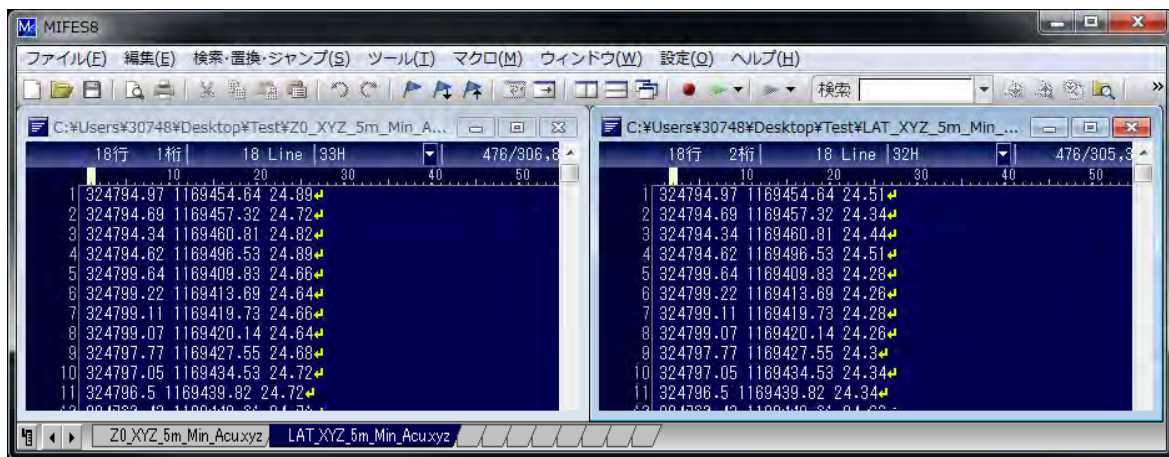 MIFES8
ファイル(F) 編集(E) 検索・置換・ジャンプ(S) ツール(T) マクロ(M) ウィンドウ(W) 設定(O) ヘルプ(H)
検索
C:¥Users¥30748¥Desktop¥Test¥Z0_XYZ_5m_Min_A...
18行 1桁 18 Line 33H 476/306,8
10 20 30 40 50
1 324794.97 1169454.64 24.89
2 324794.69 1169457.32 24.72
3 324794.34 1169460.81 24.82
4 324794.62 1169496.53 24.89
5 324799.64 1169409.83 24.66
6 324799.22 1169413.69 24.64
7 324799.11 1169419.73 24.66
8 324799.07 1169420.14 24.64
9 324797.77 1169427.55 24.68
10 324797.05 1169434.53 24.72
11 324796.5 1169439.82 24.72
C:¥Users¥30748¥Desktop¥Test¥LAT_XYZ_5m_Min_...
18行 2桁 18 Line 32H 476/305,3
10 20 30 40 50
1 324794.97 1169454.64 24.51
2 324794.69 1169457.32 24.34
3 324794.34 1169460.81 24.44
4 324794.62 1169496.53 24.51
5 324799.64 1169409.83 24.28
6 324799.22 1169413.69 24.26
7 324799.11 1169419.73 24.28
8 324799.07 1169420.14 24.26
9 324797.77 1169427.55 24.3
10 324797.05 1169434.53 24.34
11 324796.5 1169439.82 24.34
Z0_XYZ_5m_Min_Acu.xyz LAT_XYZ_5m_Min_Acu.xyz